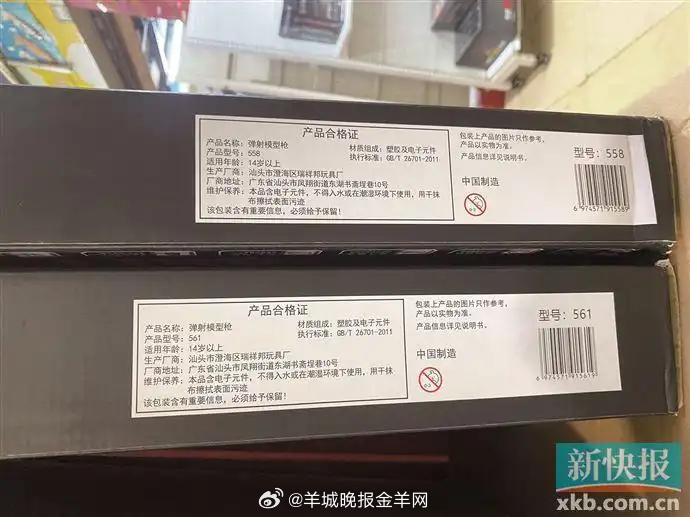 产品合格证
产品名称：弹射模型枪 材质组成：塑胶及电子元件
产品型号：558 执行标准：GB/T 26701-2011
适用年龄：14岁以上
生产厂商：汕头市澄海区瑞祥邦玩具厂
厂商地址：广东省汕头市凤翔街道东湖书斋埕巷10号
维护保养：本品含电子元件，不得入水或在潮湿环境下使用，用干抹
布擦拭表面污迹
该包装含有重要信息，必须给予保留！
包装上产品的图片只作参考，
产品以实物为准。
产品信息详见说明书。
中国制造
0-3
型号：558
6 974571 915589
产品合格证
产品名称：弹射模型枪 材质组成：塑胶及电子元件
产品型号：561 执行标准：GB/T 26701-2011
适用年龄：14岁以上
生产厂商：汕头市澄海区瑞祥邦玩具厂
厂商地址：广东省汕头市凤翔街道东湖书斋埕巷10号
维护保养：本品含电子元件，不得入水或在潮湿环境下使用，用干抹
布擦拭表面污迹
该包装含有重要信息，必须给予保留！
包装上产品的图片只作参考，
产品以实物为准。
产品信息详见说明书。
中国制造
0-3
型号：561
6 974571 915619
新快报
xkb.com.cn
@羊城晚报金羊网